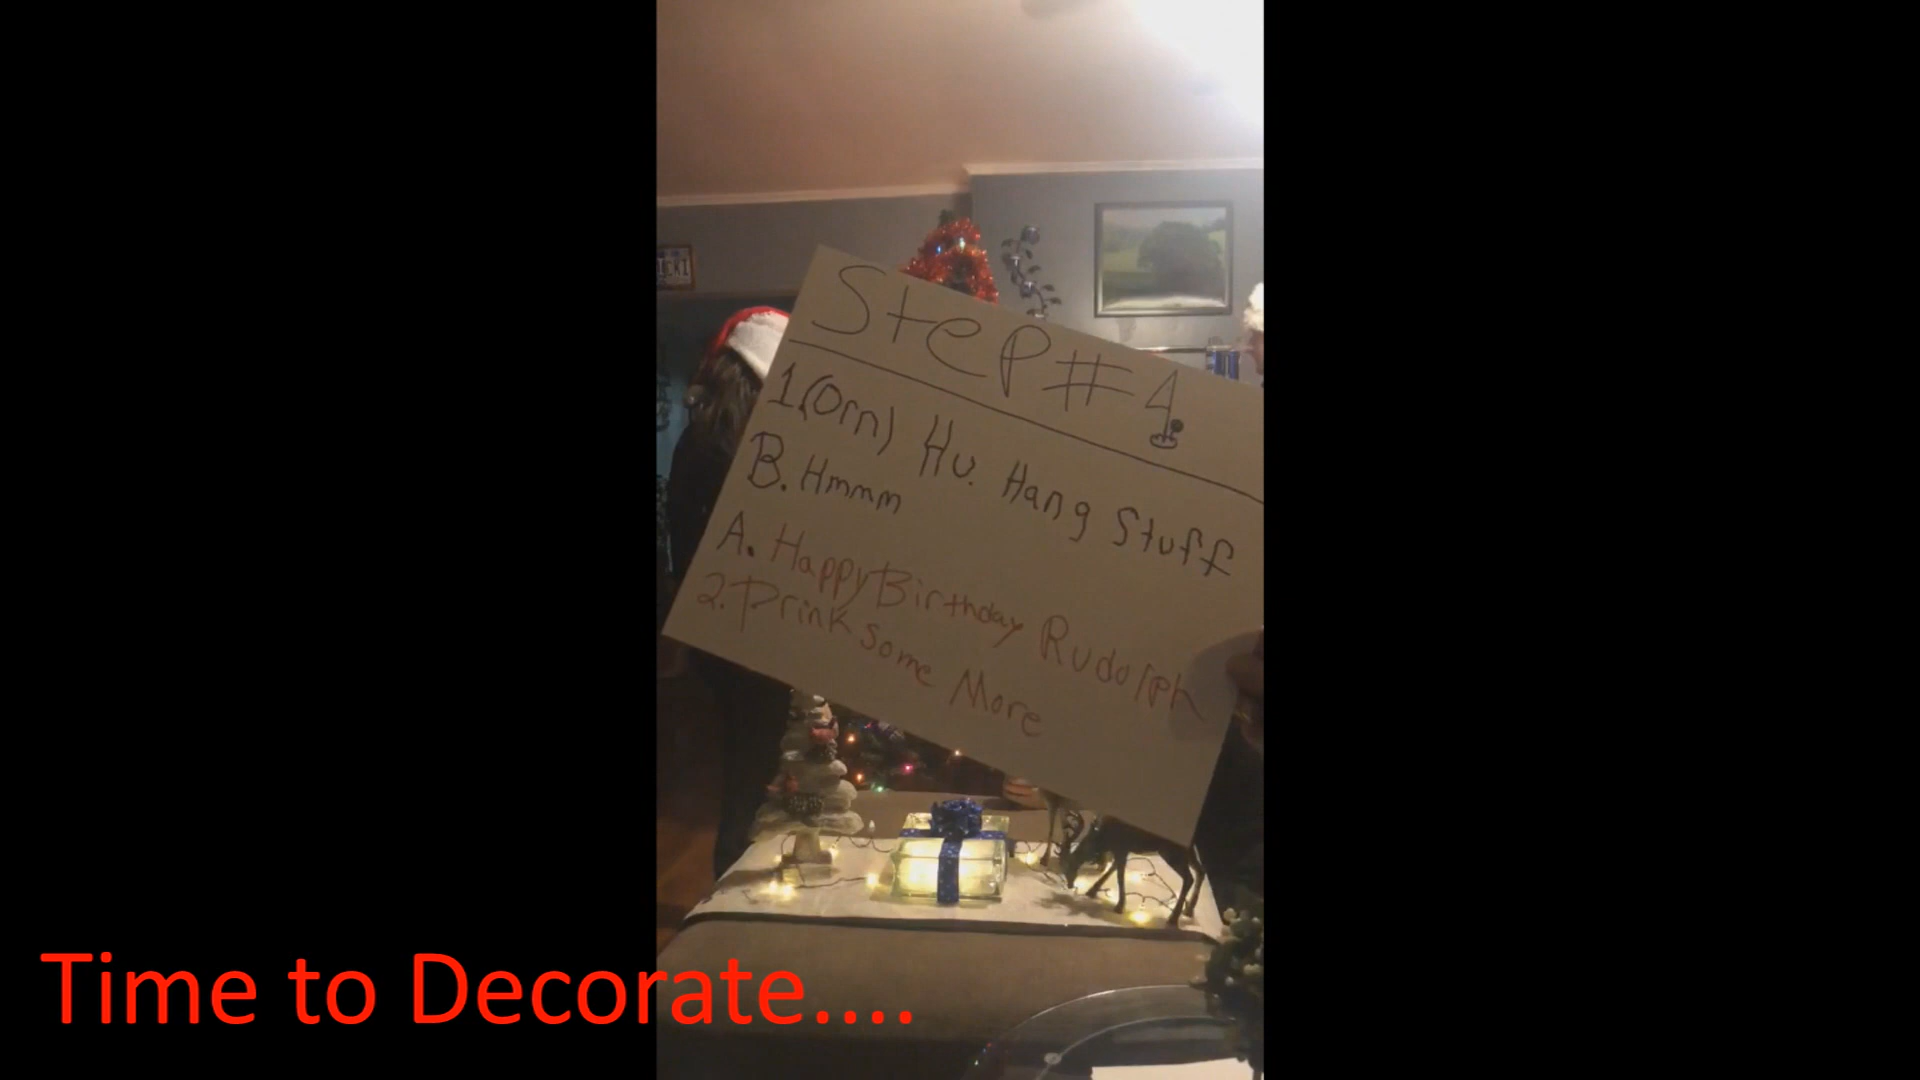 Step #4.
1.(Orn) Hu. Hang Stuff
B. Hmmm
A. Happy Birthday Rudolph
2. Drink some More
Time to Decorate....